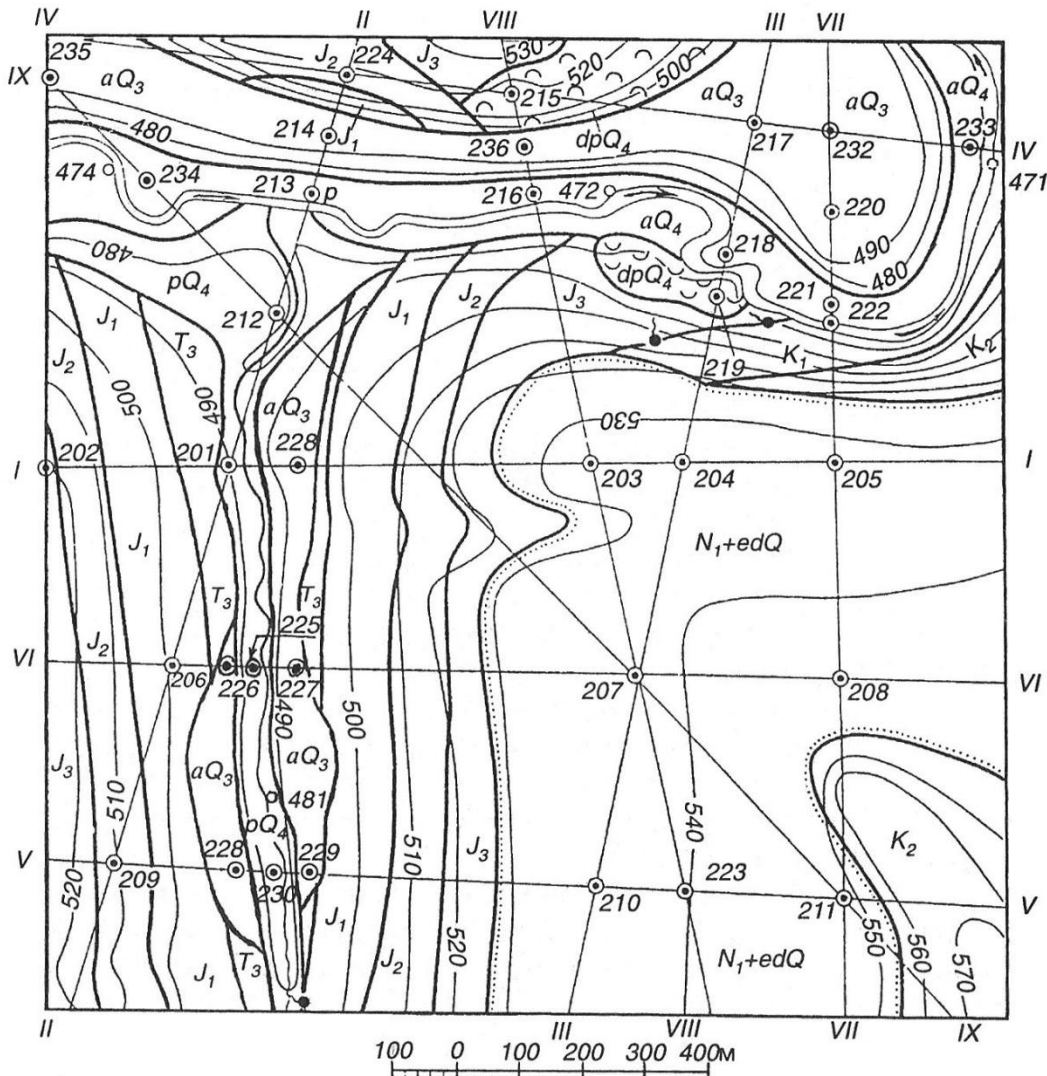 IV II VIII III VII
235 J₂ 224 J₃ 530 520 500
IX aQ₃ 215 aQ₃ aQ₃ aQ₄
214 J₁ 217 232 233 IV
480 236 dpQ₄
474 234 213 p 216 472 220 471
aQ₄ 490
480 218 480
pQ₄ J₁ J₂ J₃ dpQ₄ 221 222
J₁ 212 T₃ K₁ K₂
J₂ 500 490 219
aQ₃ 530
202 201 228
I 203 204 205 I
J₁ N₁+edQ
T₃ T₃
225
VI J₂ VI
206 226 227 207 208
490 500
J₃ aQ₃ aQ₃
510 481 540
pQ₄ 510 J₃ K₂
V 228 229 223
209 230 210 211 V
520 J₁ 550 560
J₁ T₃ J₂ 520 N₁+edQ 570
II III VIII VII IX
100 0 100 200 300 400м